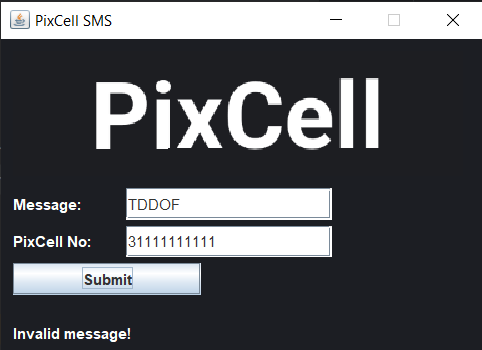 PixCell SMS
PixCell
Message: TDDOF
PixCell No: 31111111111
Submit
Invalid message!